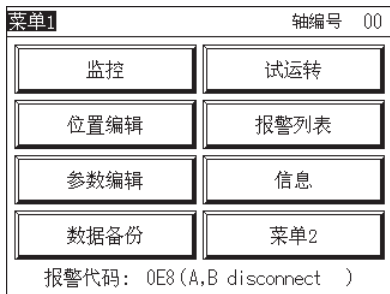 菜单1 轴编号 00
监控 试运转
位置编辑 报警列表
参数编辑 信息
数据备份 菜单2
报警代码: 0E8(A,B disconnect )